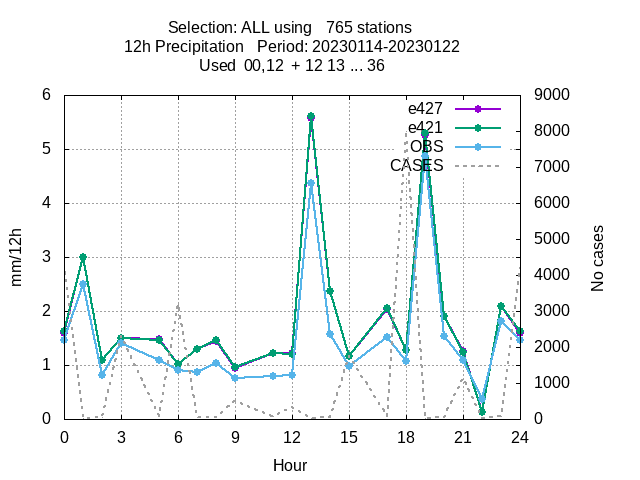 Selection: ALL using   765 stations
12h Precipitation   Period: 20230114-20230122
Used  00,12  + 12 13 ... 36
6
5
4
3
2
1
0
mm/12h
9000
8000
7000
6000
5000
4000
3000
2000
1000
0
No cases
e427
e421
OBS
CASES
0 3 6 9 12 15 18 21 24
Hour